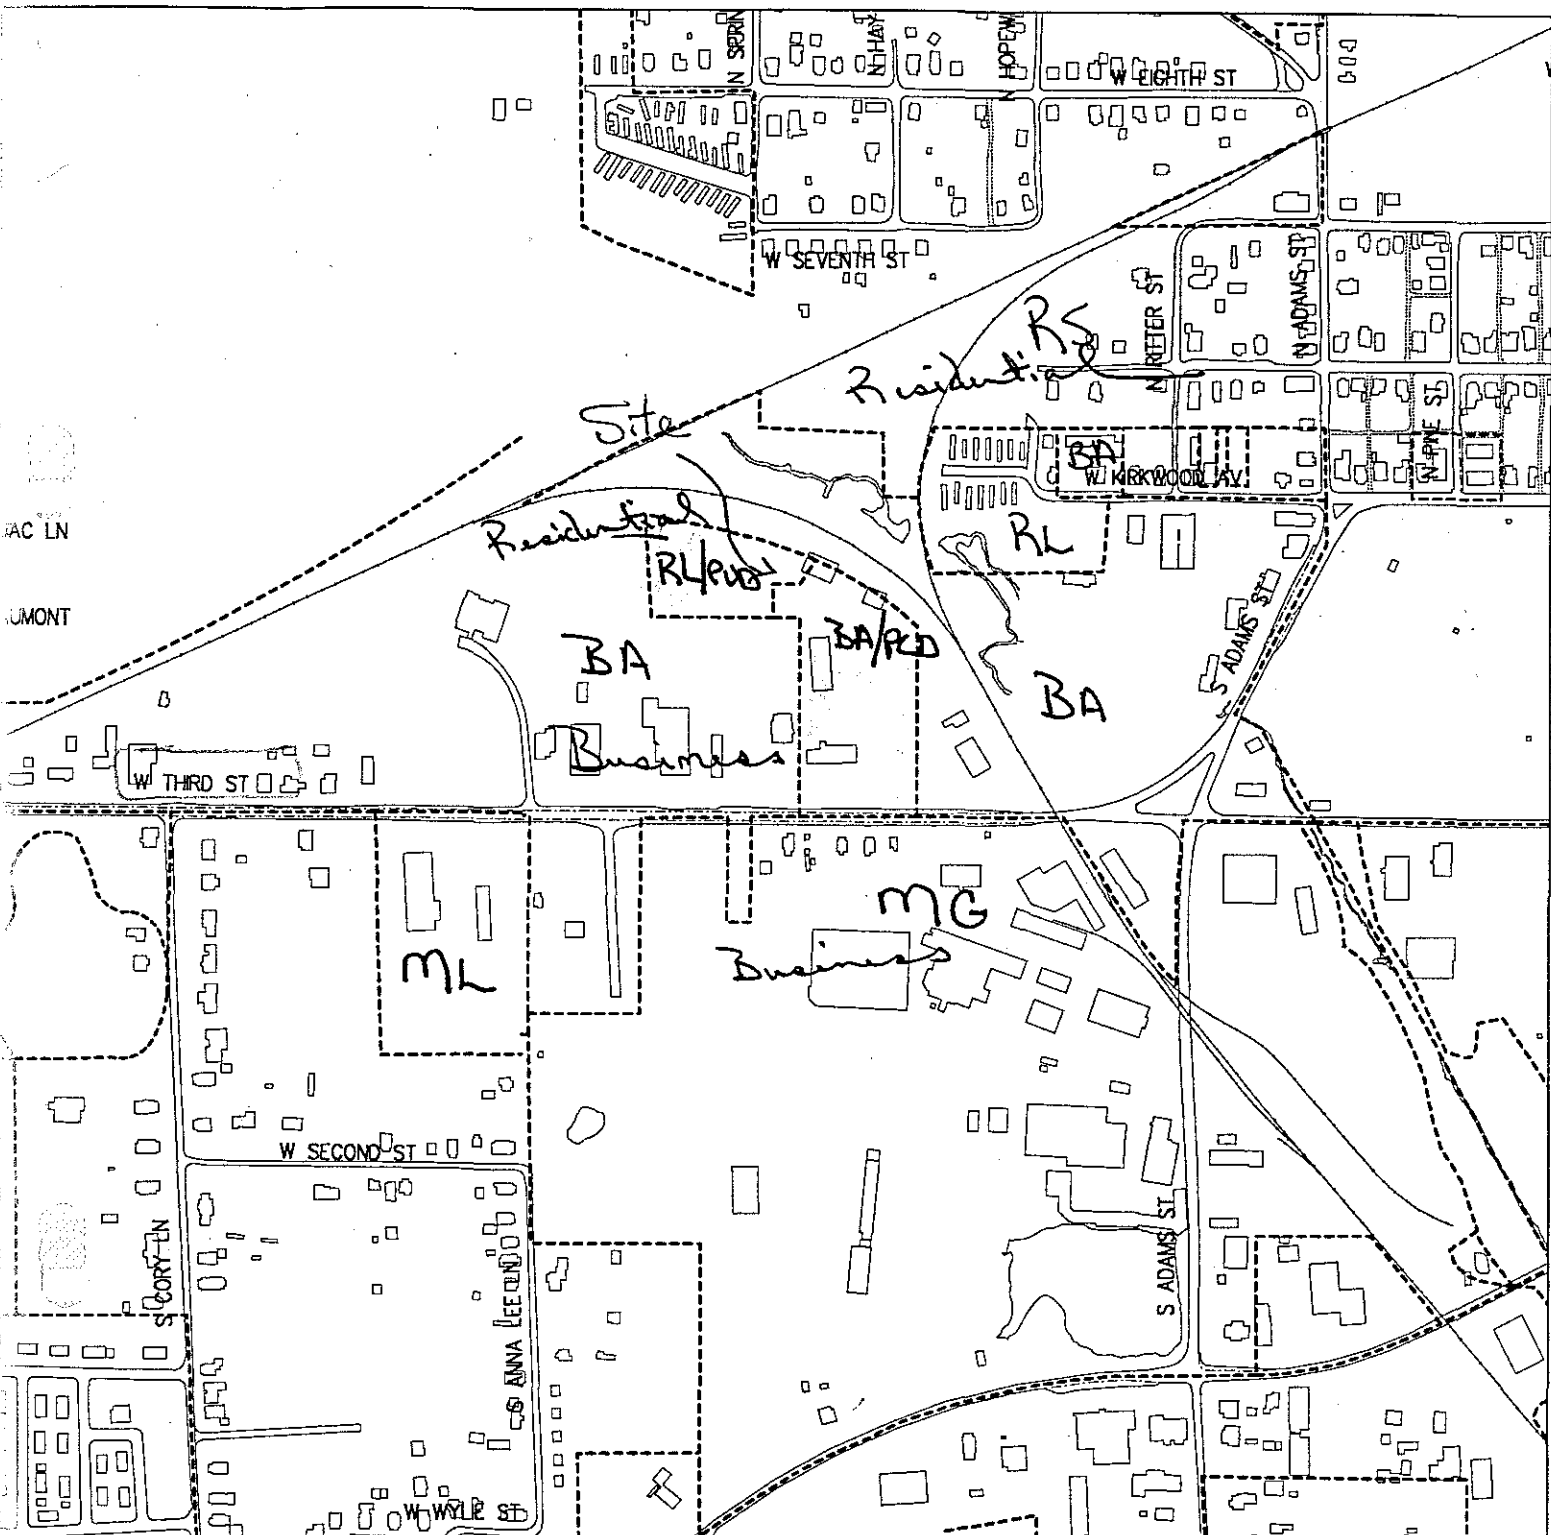 N SPRIN
N HAY
N HOPEW
W EIGHTH ST
W SEVENTH ST
N RITTER ST
N ADAMS ST
RS
Residential
Site
N PINE ST
BA
W KIRKWOOD AV
AC LN
Residential
RL/PUD
RL
UMONT
BA
BA/PCD
S ADAMS ST
BA
Business
W THIRD ST
MG
ML
Business
W SECOND ST
S CORY LN
S ANNA LEE LN
S ADAMS ST
W WYLIE ST